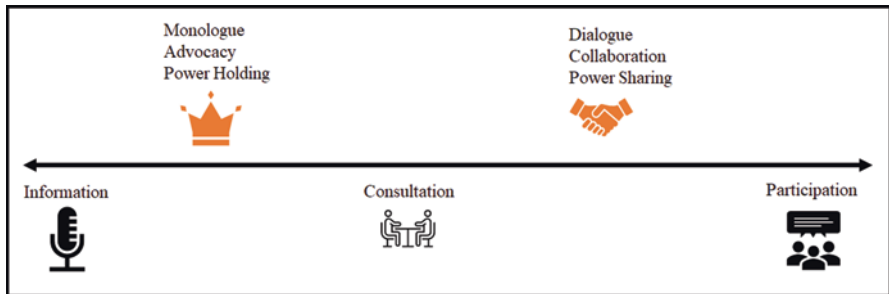 Monologue
Advocacy
Power Holding
Dialogue
Collaboration
Power Sharing
Information
Consultation
Participation